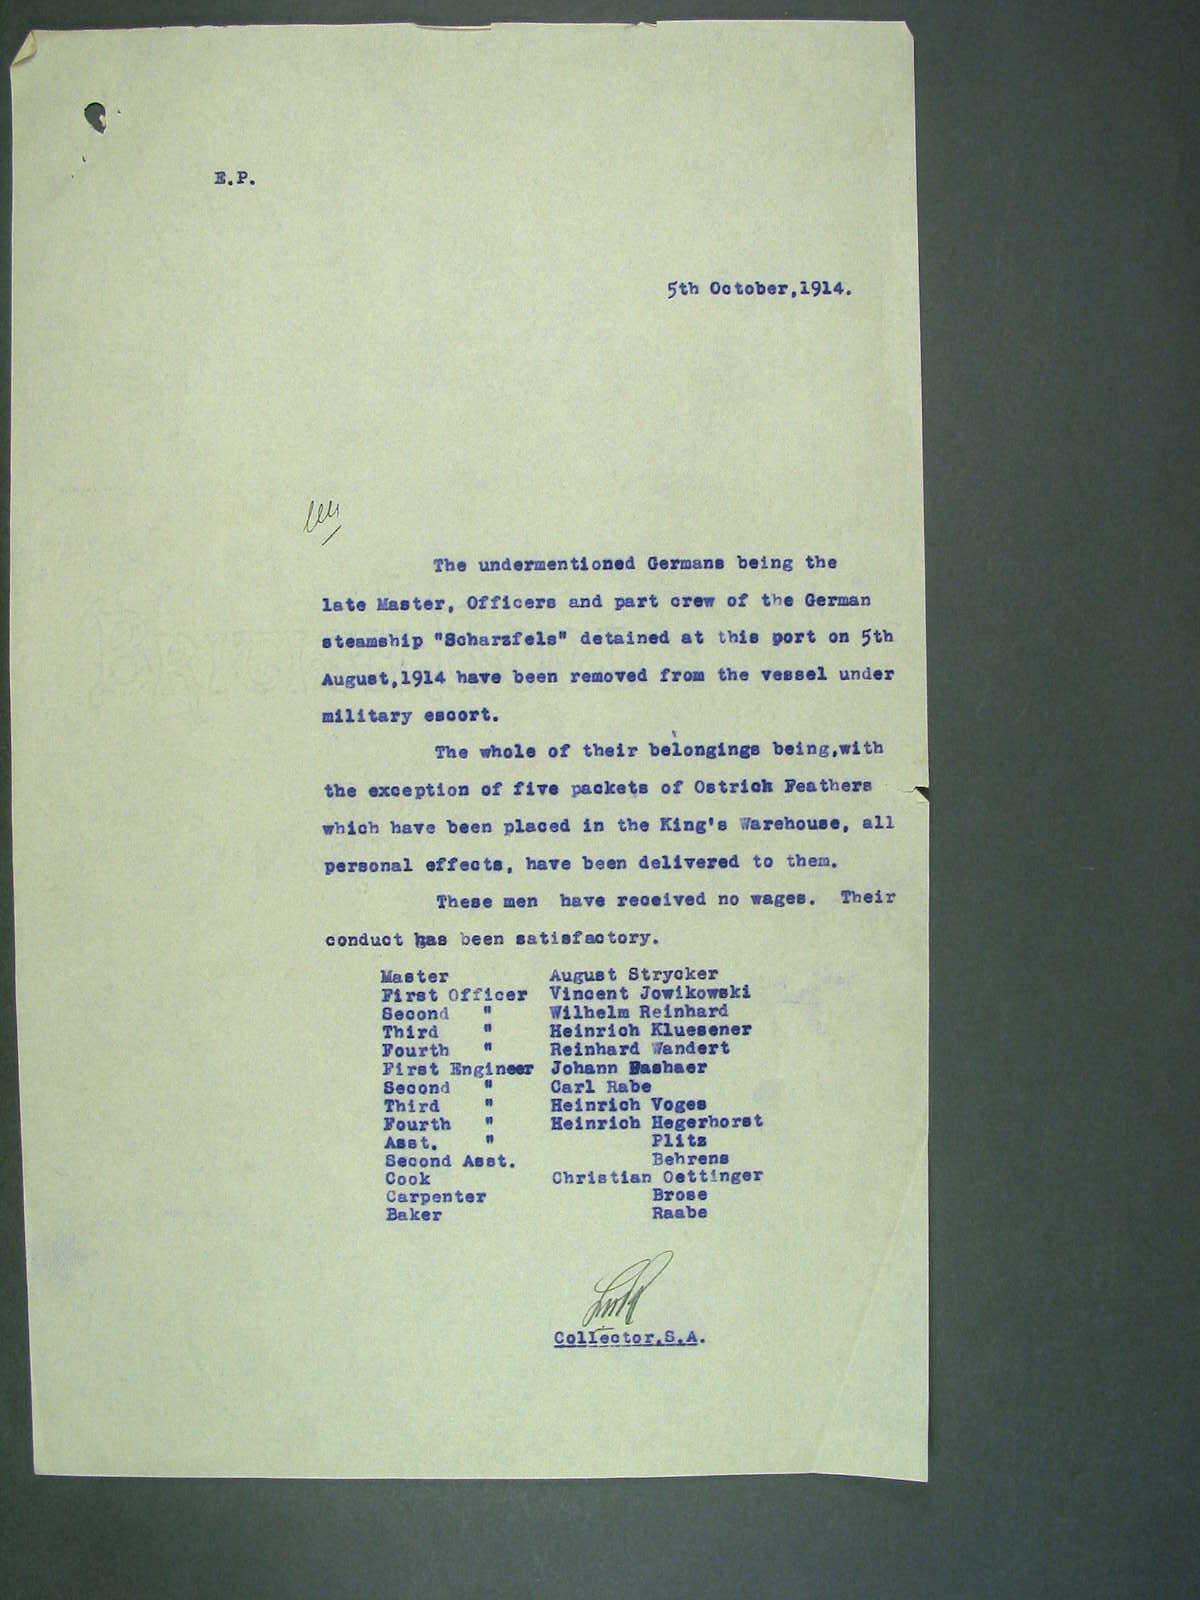 E.P.
5th October,1914.
The undermentioned Germans being the
late Master, Officers and part crew of the German
steamship "Scharzfels" detained at this port on 5th
August,1914 have been removed from the vessel under
military escort.
The whole of their belongings being,with
the exception of five packets of Ostrich Feathers
which have been placed in the King's Warehouse, all
personal effects, have been delivered to them.
These men have received no wages. Their
conduct has been satisfactory.
Master August Strycker
First Officer Vincent Jowikowski
Second " Wilhelm Reinhard
Third " Heinrich Kluesener
Fourth " Reinhard Wandert
First Engineer Johann
Second " Carl Rabe
Third " Heinrich Voges
Fourth " Heinrich Hegerhorst
Asst. " Plitz
Second Asst. Behrens
Cook Christian Oettinger
Carpenter Brose
Baker Raabe
Collector,S.A.